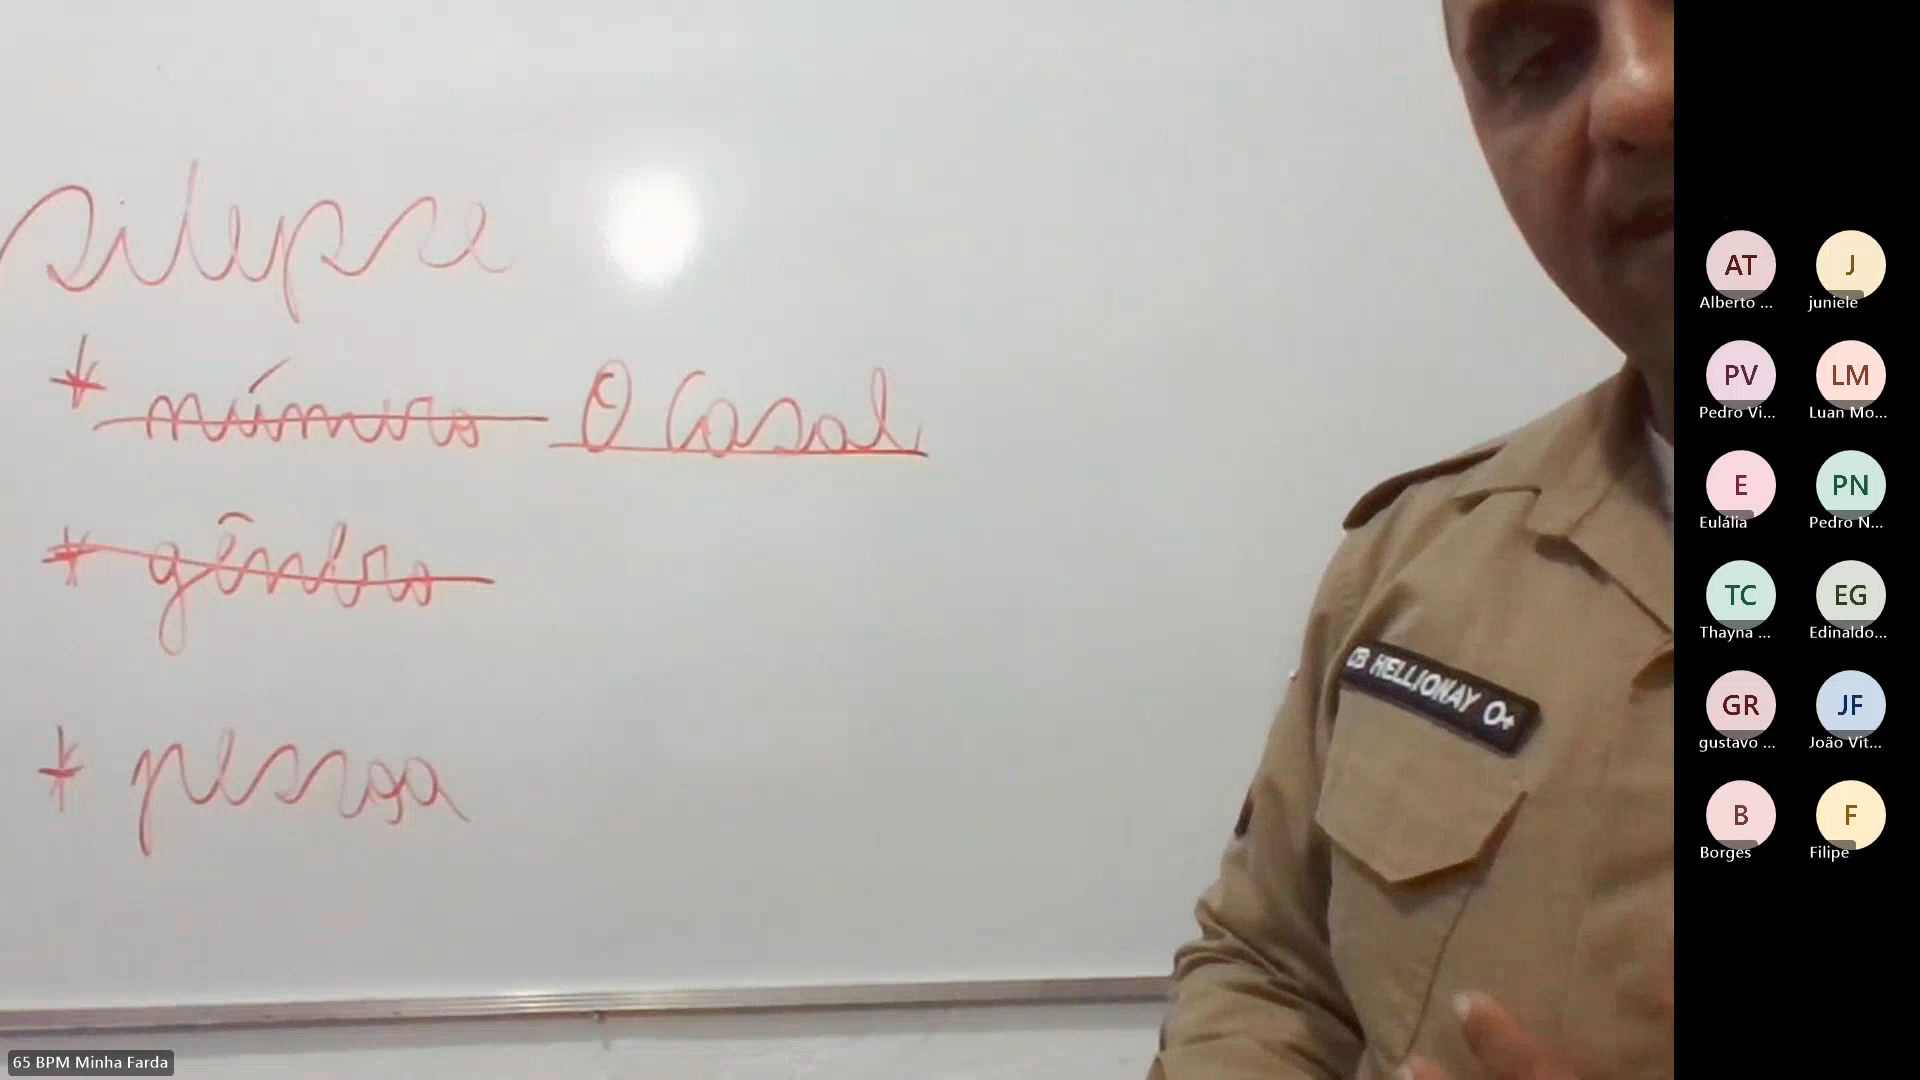 silepse
* número O Casal
* gênero
* pessoa
CB HELLIONAY O+
AT
Alberto ...
J
juniele
PV
Pedro Vi...
LM
Luan Mo...
E
Eulália
PN
Pedro N...
TC
Thayna ...
EG
Edinaldo...
GR
gustavo ...
JF
João Vit...
B
Borges
F
Filipe
65 BPM Minha Farda